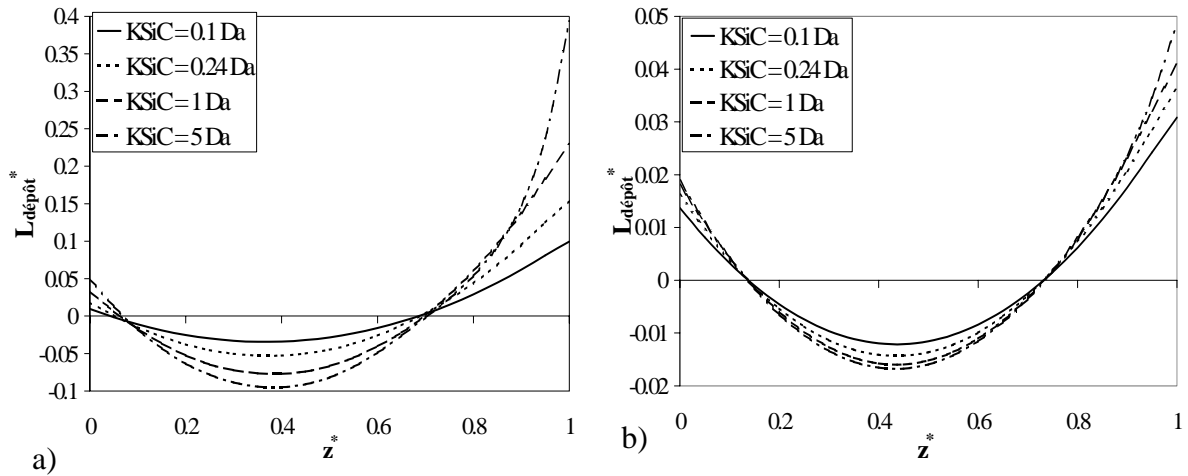 0.4
0.35
0.3
0.25
0.2
0.15
0.1
0.05
0
-0.05
-0.1
L dépôt*
KSiC = 0.1 Da
KSiC = 0.24 Da
KSiC = 1 Da
KSiC = 5 Da
0 0.2 0.4 0.6 0.8 1
z*
a)
0.05
0.04
0.03
0.02
0.01
0
-0.01
-0.02
L dépôt*
KSiC = 0.1 Da
KSiC = 0.24 Da
KSiC = 1 Da
KSiC = 5 Da
0 0.2 0.4 0.6 0.8 1
z*
b)